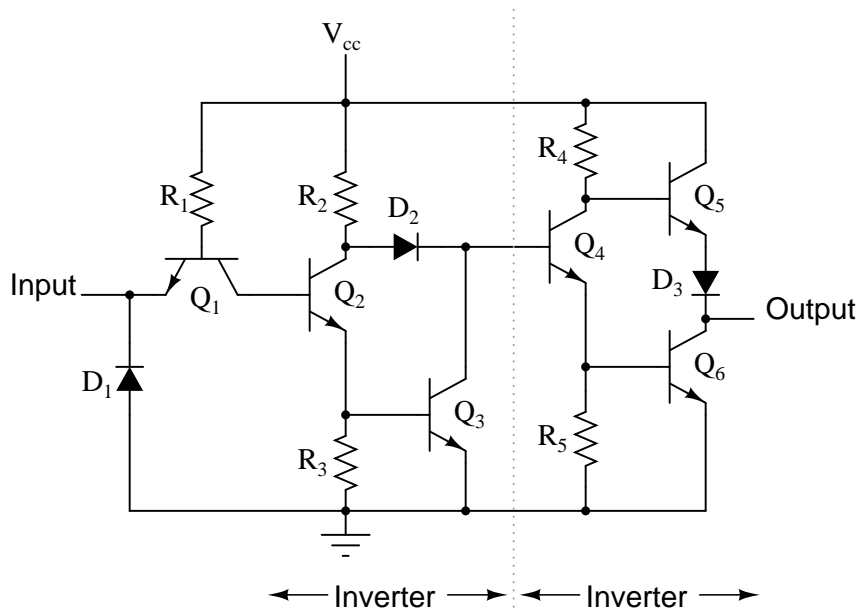 Vcc
R4
R1
R2
D2
Q5
Q4
Input
Q1
Q2
D3
Output
D1
Q6
Q3
R5
R3
Inverter
Inverter